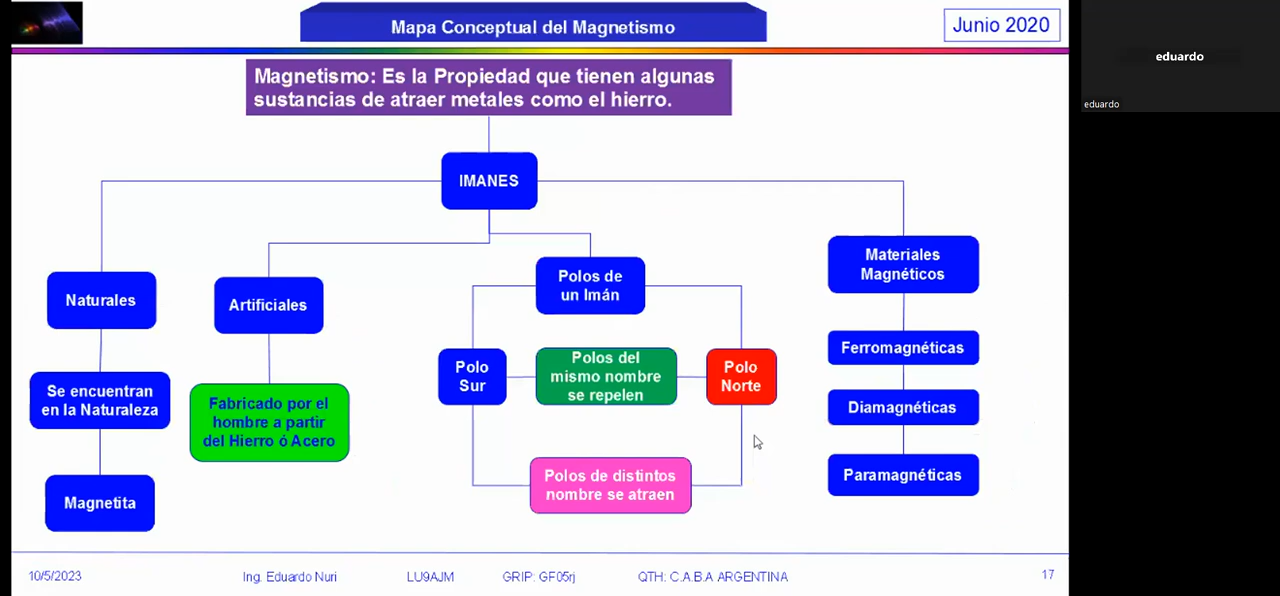 Mapa Conceptual del Magnetismo
Junio 2020
eduardo
eduardo
Magnetismo: Es la Propiedad que tienen algunas
sustancias de atraer metales como el hierro.
IMANES
Naturales
Se encuentran
en la Naturaleza
Magnetita
Artificiales
Fabricado por el
hombre a partir
del Hierro ó Acero
Polos de
un Imán
Polo
Sur
Polos del
mismo nombre
se repelen
Polo
Norte
Polos de distintos
nombre se atraen
Materiales
Magnéticos
Ferromagnéticas
Diamagnéticas
Paramagnéticas
10/5/2023
Ing. Eduardo Nuri
LU9AJM
GRIP: GF05rj
QTH: C.A.B.A ARGENTINA
17